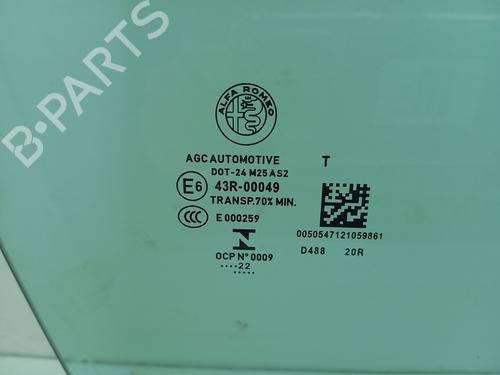 B-PARTS
ALFA ROMEO
AGC AUTOMOTIVE T
DOT-24 M25 AS2
E6 43R-00049
TRANSP.70% MIN.
CCC E 000259
N
0050547121059861
OCP N° 0009 D488 20R
.....22.....